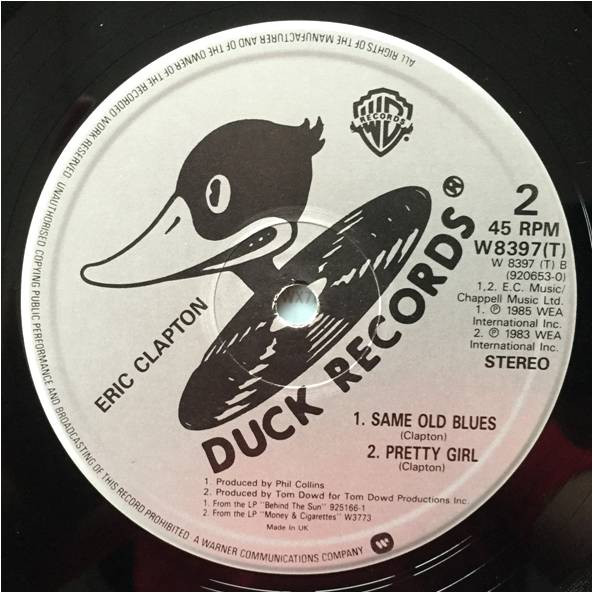 ALL RIGHTS OF THE MANUFACTURER AND OF THE OWNER OF THE RECORDED WORK RESERVED. UNAUTHORISED COPYING PUBLIC PERFORMANCE AND BROADCASTING OF THIS RECORD PROHIBITED · A WARNER COMMUNICATIONS COMPANY
WB
RECORDS
ERIC CLAPTON
DUCK RECORDS®
2
45 RPM
W8397(T)
W 8397 (T) B
(920653-0)
1,2. E.C. Music/
Chappell Music Ltd.
1. ℗ 1985 WEA
International Inc.
2. ℗ 1983 WEA
International Inc.
STEREO
1. SAME OLD BLUES
(Clapton)
2. PRETTY GIRL
(Clapton)
1. Produced by Phil Collins
2. Produced by Tom Dowd for Tom Dowd Productions Inc.
1. From the LP "Behind The Sun" 925166-1
2. From the LP "Money & Cigarettes" W3773
Made In UK